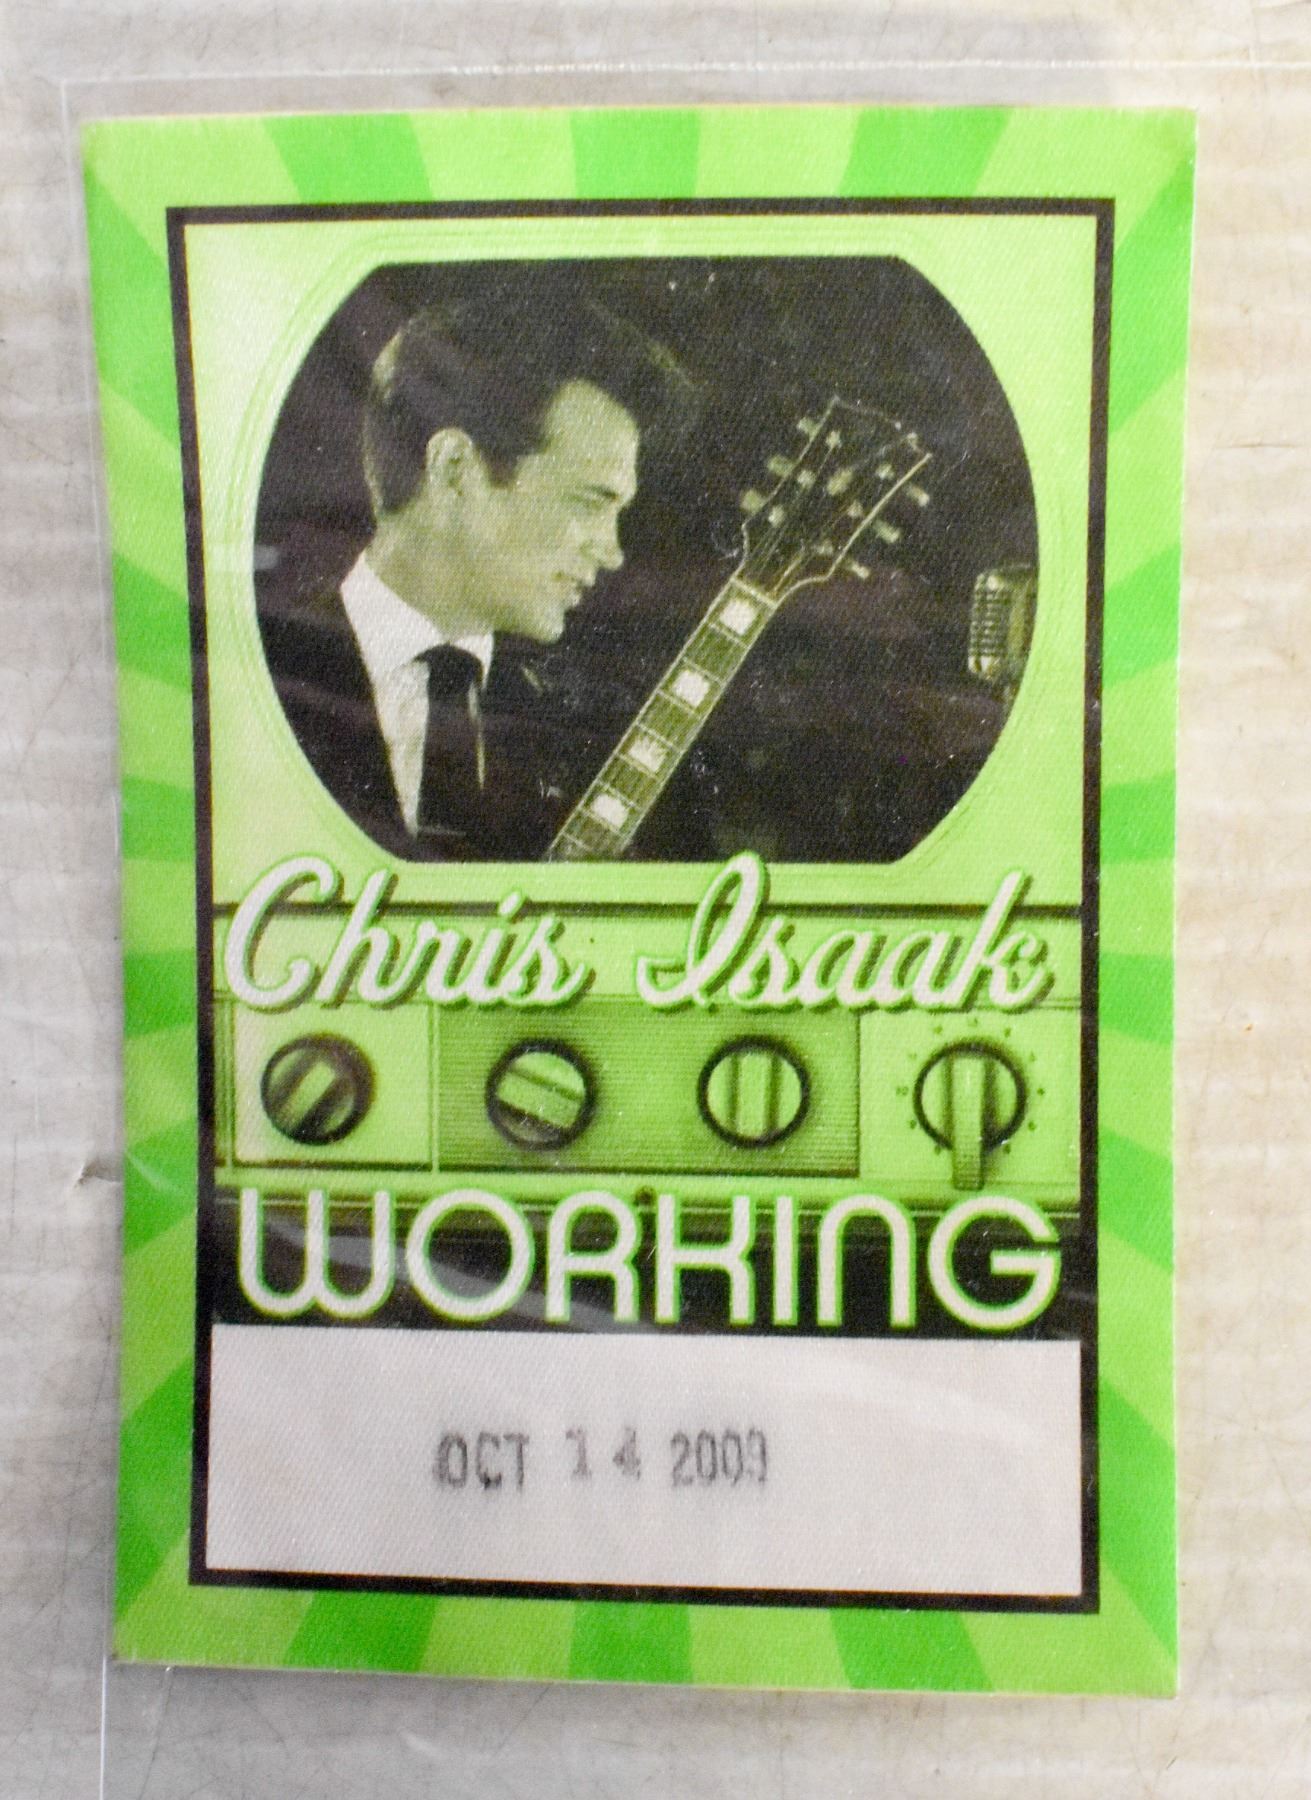 Chris Isaak
WORKING
OCT 14 2009